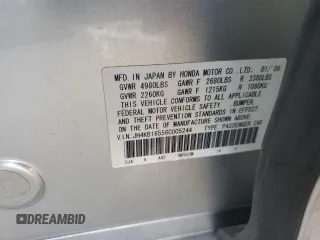 MFD. IN JAPAN BY HONDA MOTOR CO., LTD. 01/06
GVWR 4980LBS GAWR F 2680LBS R 2380LBS
GVWR 2260KG GAWR F 1215KG R 1080KG
THIS VEHICLE CONFORMS TO ALL APPLICABLE
FEDERAL MOTOR VEHICLE SAFETY, BUMPER,
AND THEFT PREVENTION STANDARDS IN EFFECT
ON THE DATE OF MANUFACTURE SHOWN
ABOVE.
V.I.N. JH4KB16556C005244 TYPE: PASSENGER CAR
AUTOBIDMASTER